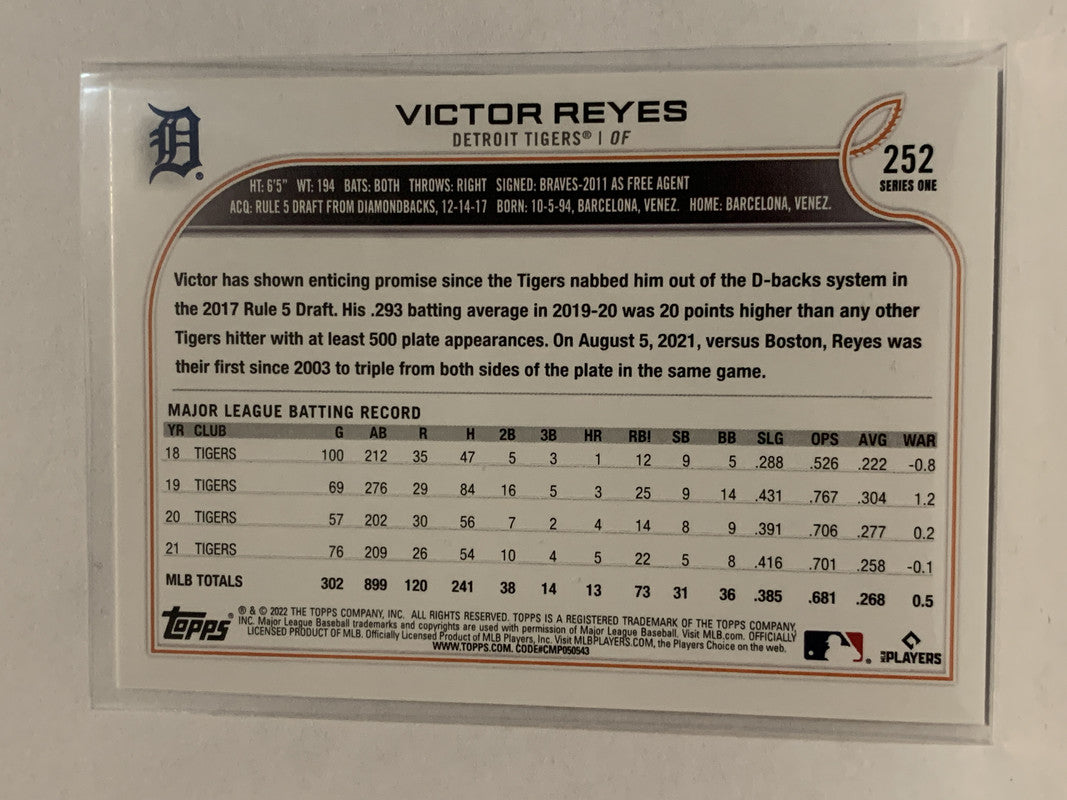 D®
VICTOR REYES
DETROIT TIGERS® | OF
252
SERIES ONE
HT: 6'5" WT: 194 BATS: BOTH THROWS: RIGHT SIGNED: BRAVES-2011 AS FREE AGENT
ACQ: RULE 5 DRAFT FROM DIAMONDBACKS, 12-14-17 BORN: 10-5-94, BARCELONA, VENEZ. HOME: BARCELONA, VENEZ.
Victor has shown enticing promise since the Tigers nabbed him out of the D-backs system in
the 2017 Rule 5 Draft. His .293 batting average in 2019-20 was 20 points higher than any other
Tigers hitter with at least 500 plate appearances. On August 5, 2021, versus Boston, Reyes was
their first since 2003 to triple from both sides of the plate in the same game.
MAJOR LEAGUE BATTING RECORD
YR CLUB G AB R H 2B 3B HR RBI SB BB SLG OPS AVG WAR
18 TIGERS 100 212 35 47 5 3 1 12 9 5 .288 .526 .222 -0.8
19 TIGERS 69 276 29 84 16 5 3 25 9 14 .431 .767 .304 1.2
20 TIGERS 57 202 30 56 7 2 4 14 8 9 .391 .706 .277 0.2
21 TIGERS 76 209 26 54 10 4 5 22 5 8 .416 .701 .258 -0.1
MLB TOTALS 302 899 120 241 38 14 13 73 31 36 .385 .681 .268 0.5
Topps®
® & © 2022 THE TOPPS COMPANY, INC. ALL RIGHTS RESERVED. TOPPS IS A REGISTERED TRADEMARK OF THE TOPPS COMPANY,
INC. Major League Baseball trademarks and copyrights are used with permission of Major League Baseball. Visit MLB.com. OFFICIALLY
LICENSED PRODUCT OF MLB. Officially Licensed Product of MLB Players, Inc. Visit MLBPLAYERS.COM, the Players Choice on the web.
WWW.TOPPS.COM. CODE#CMP050543
MLB PLAYERS